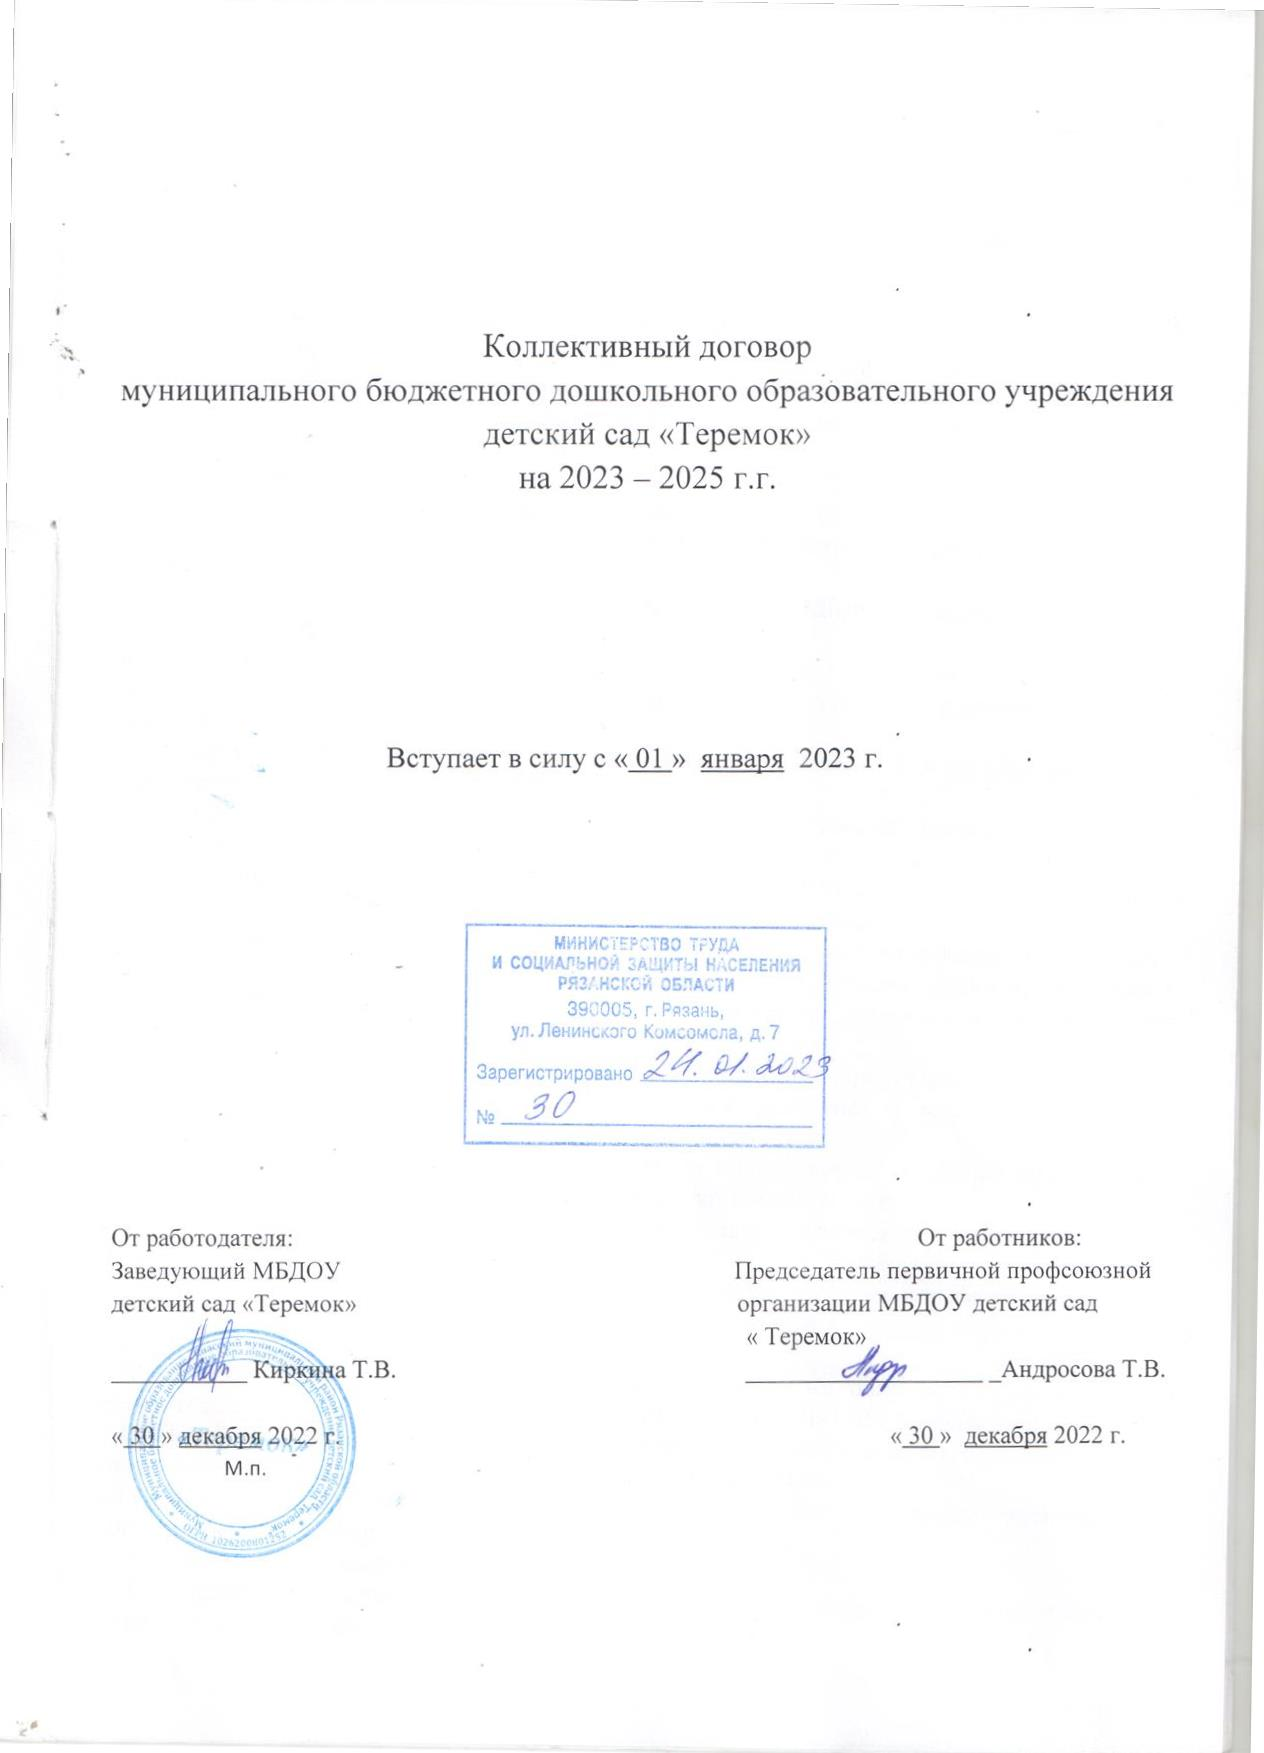 Коллективный договор
муниципального бюджетного дошкольного образовательного учреждения
детский сад «Теремок»
на 2023 – 2025 г.г.
Вступает в силу с « 01 »  января  2023 г.
МИНИСТЕРСТВО ТРУДА
И СОЦИАЛЬНОЙ ЗАЩИТЫ НАСЕЛЕНИЯ
РЯЗАНСКОЙ ОБЛАСТИ
390005, г. Рязань,
ул. Ленинского Комсомола, д. 7
Зарегистрировано 24.01.2023
№ 30
От работодателя:
Заведующий МБДОУ
детский сад «Теремок»
Киркина Т.В.
« 30 » декабря 2022 г.
М.п.
От работников:
Председатель первичной профсоюзной
организации МБДОУ детский сад
« Теремок»
_Андросова Т.В.
« 30 »  декабря 2022 г.
«Теремок»